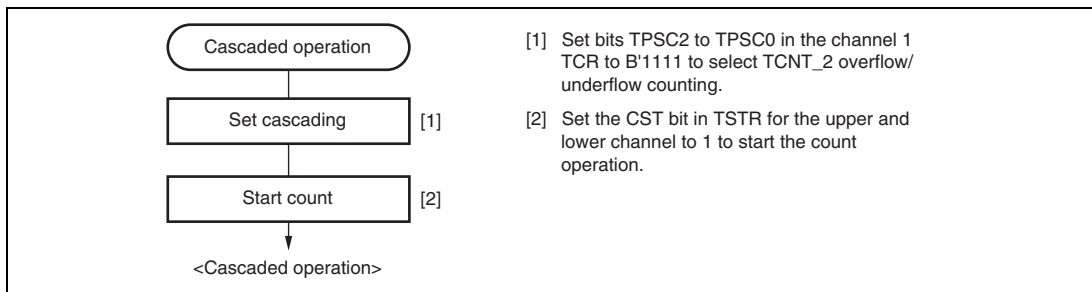 Cascaded operation
Set cascading
[1]
Start count
[2]
<Cascaded operation>
[1] Set bits TPSC2 to TPSC0 in the channel 1
TCR to B'1111 to select TCNT_2 overflow/
underflow counting.
[2] Set the CST bit in TSTR for the upper and
lower channel to 1 to start the count
operation.